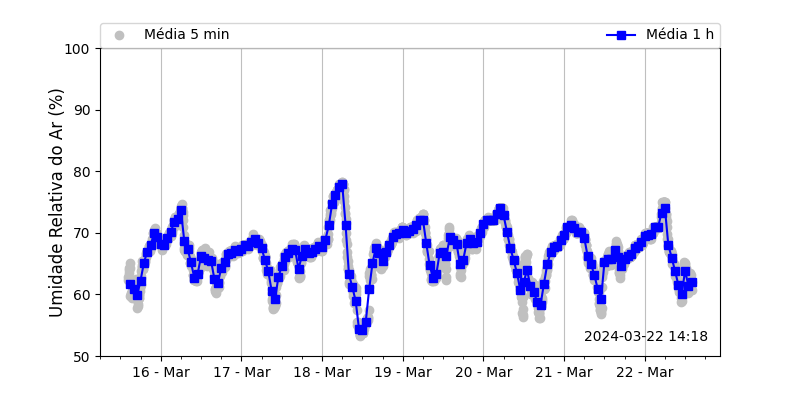 Média 5 min
Média 1 h
Umidade Relativa do Ar (%)
100
90
80
70
60
50
2024-03-22 14:18
16 - Mar
17 - Mar
18 - Mar
19 - Mar
20 - Mar
21 - Mar
22 - Mar